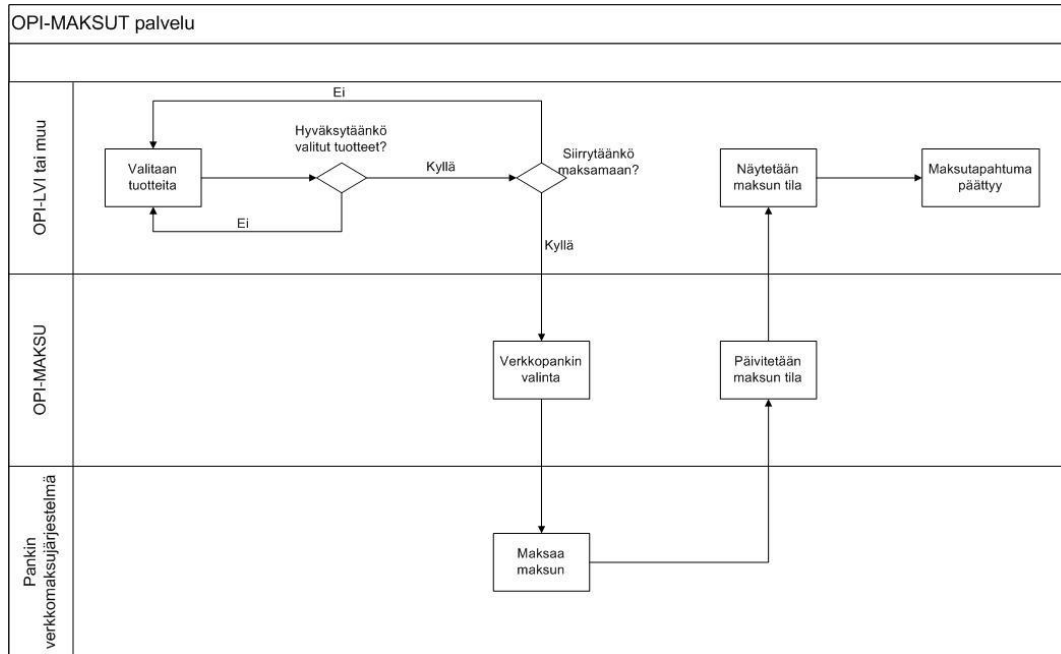 OPI-MAKSUT palvelu
OPI-LVI tai muu
Ei
Hyväksytäänkö
valitut tuotteet?
Valitaan
tuotteita
Kyllä
Siirrytäänkö
maksamaan?
Ei
Kyllä
Näytetään
maksun tila
Maksutapahtuma
päättyy
OPI-MAKSU
Verkkopankin
valinta
Päivitetään
maksun tila
Pankin
verkkomaksujärjestelmä
Maksaa
maksun